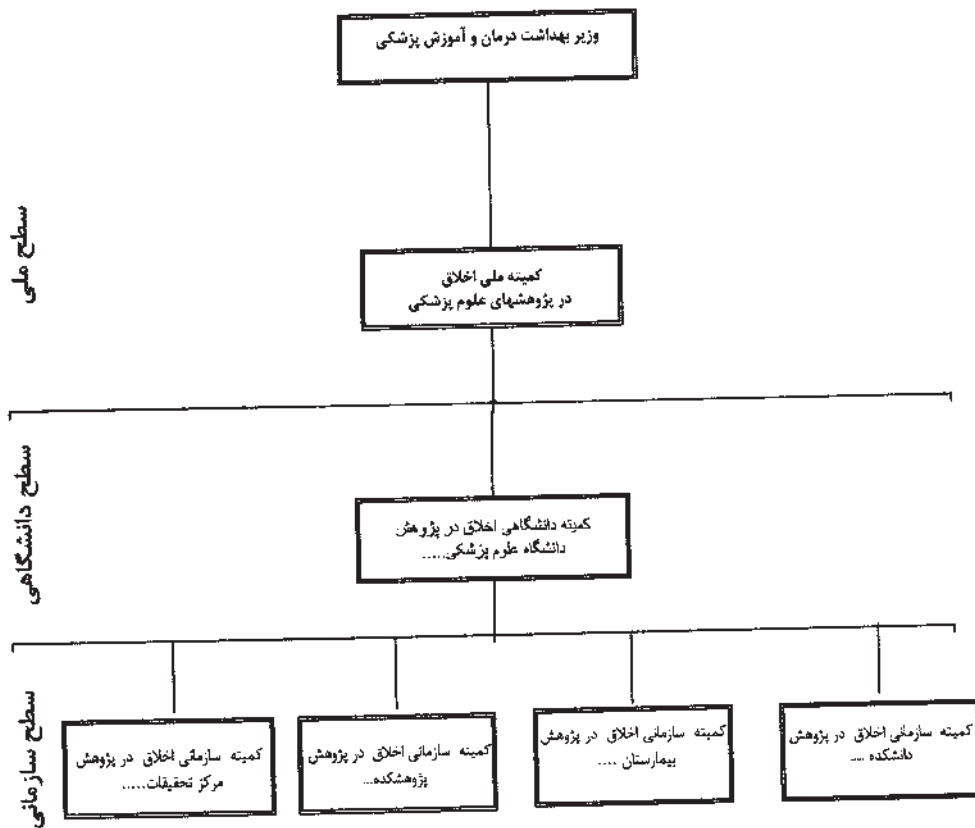 وزیر بهداشت درمان و آموزش پزشکی
سطح ملی
کمیته ملی اخلاق
در پژوهشهای علوم پزشکی
سطح دانشگاهی
کمیته دانشگاهی اخلاق در پژوهش
دانشگاه علوم پزشکی.....
سطح سازمانی
کمیته سازمانی اخلاق در پژوهش
دانشکده ....
کمیته سازمانی اخلاق در پژوهش
بیمارستان ....
کمیته سازمانی اخلاق در پژوهش
پژوهشکده...
کمیته سازمانی اخلاق در پژوهش
مرکز تحقیقات.....